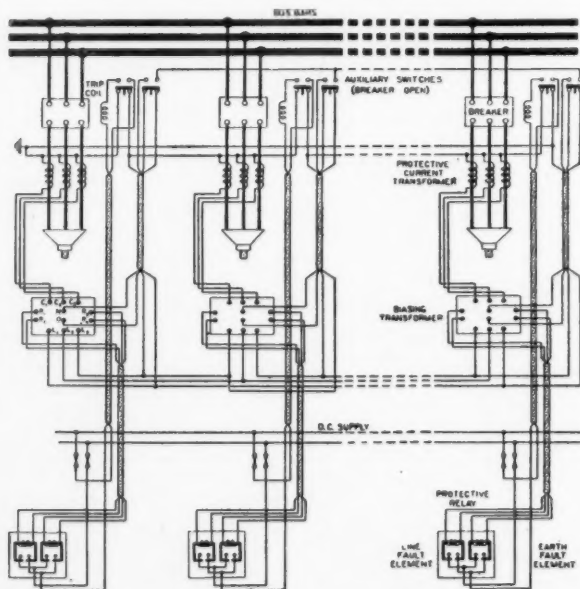 BUS BARS
TRIP
COIL
AUXILIARY SWITCHES
(BREAKER OPEN)
BREAKER
PROTECTIVE
CURRENT
TRANSFORMER
BIASING
TRANSFORMER
D.C. SUPPLY
PROTECTIVE
RELAY
LINE
FAULT
ELEMENT
EARTH
FAULT
ELEMENT